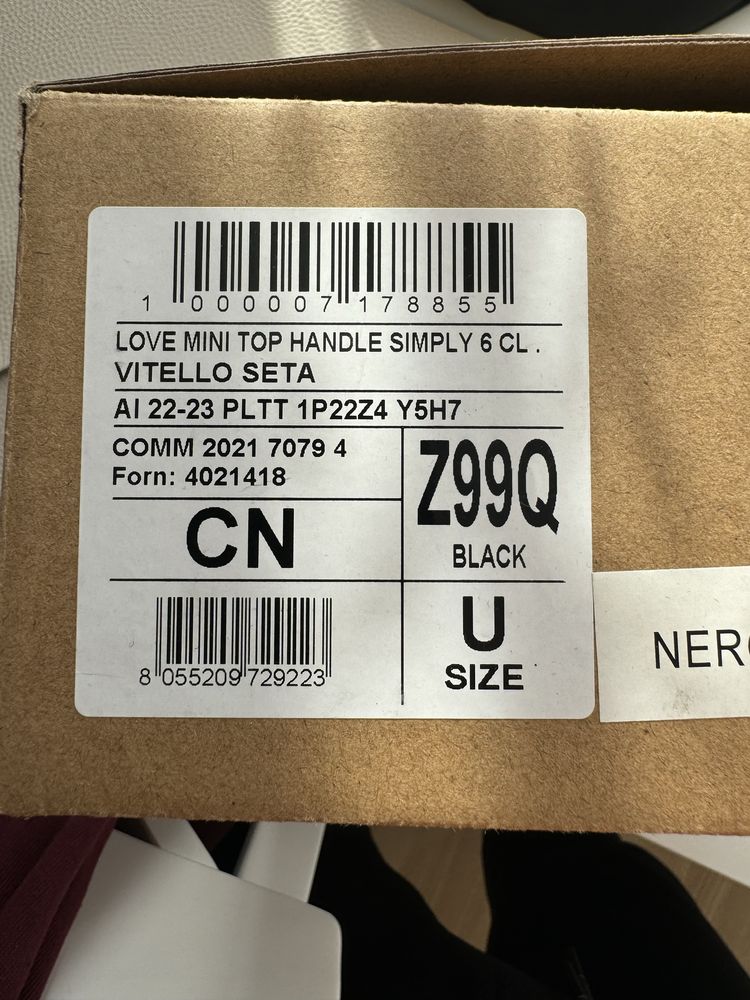 1 000007 178855
LOVE MINI TOP HANDLE SIMPLY 6 CL .
VITELLO SETA
AI 22-23 PLTT 1P22Z4 Y5H7
COMM 2021 7079 4
Forn: 4021418
CN
Z99Q
BLACK
8 055209 729223
U
SIZE